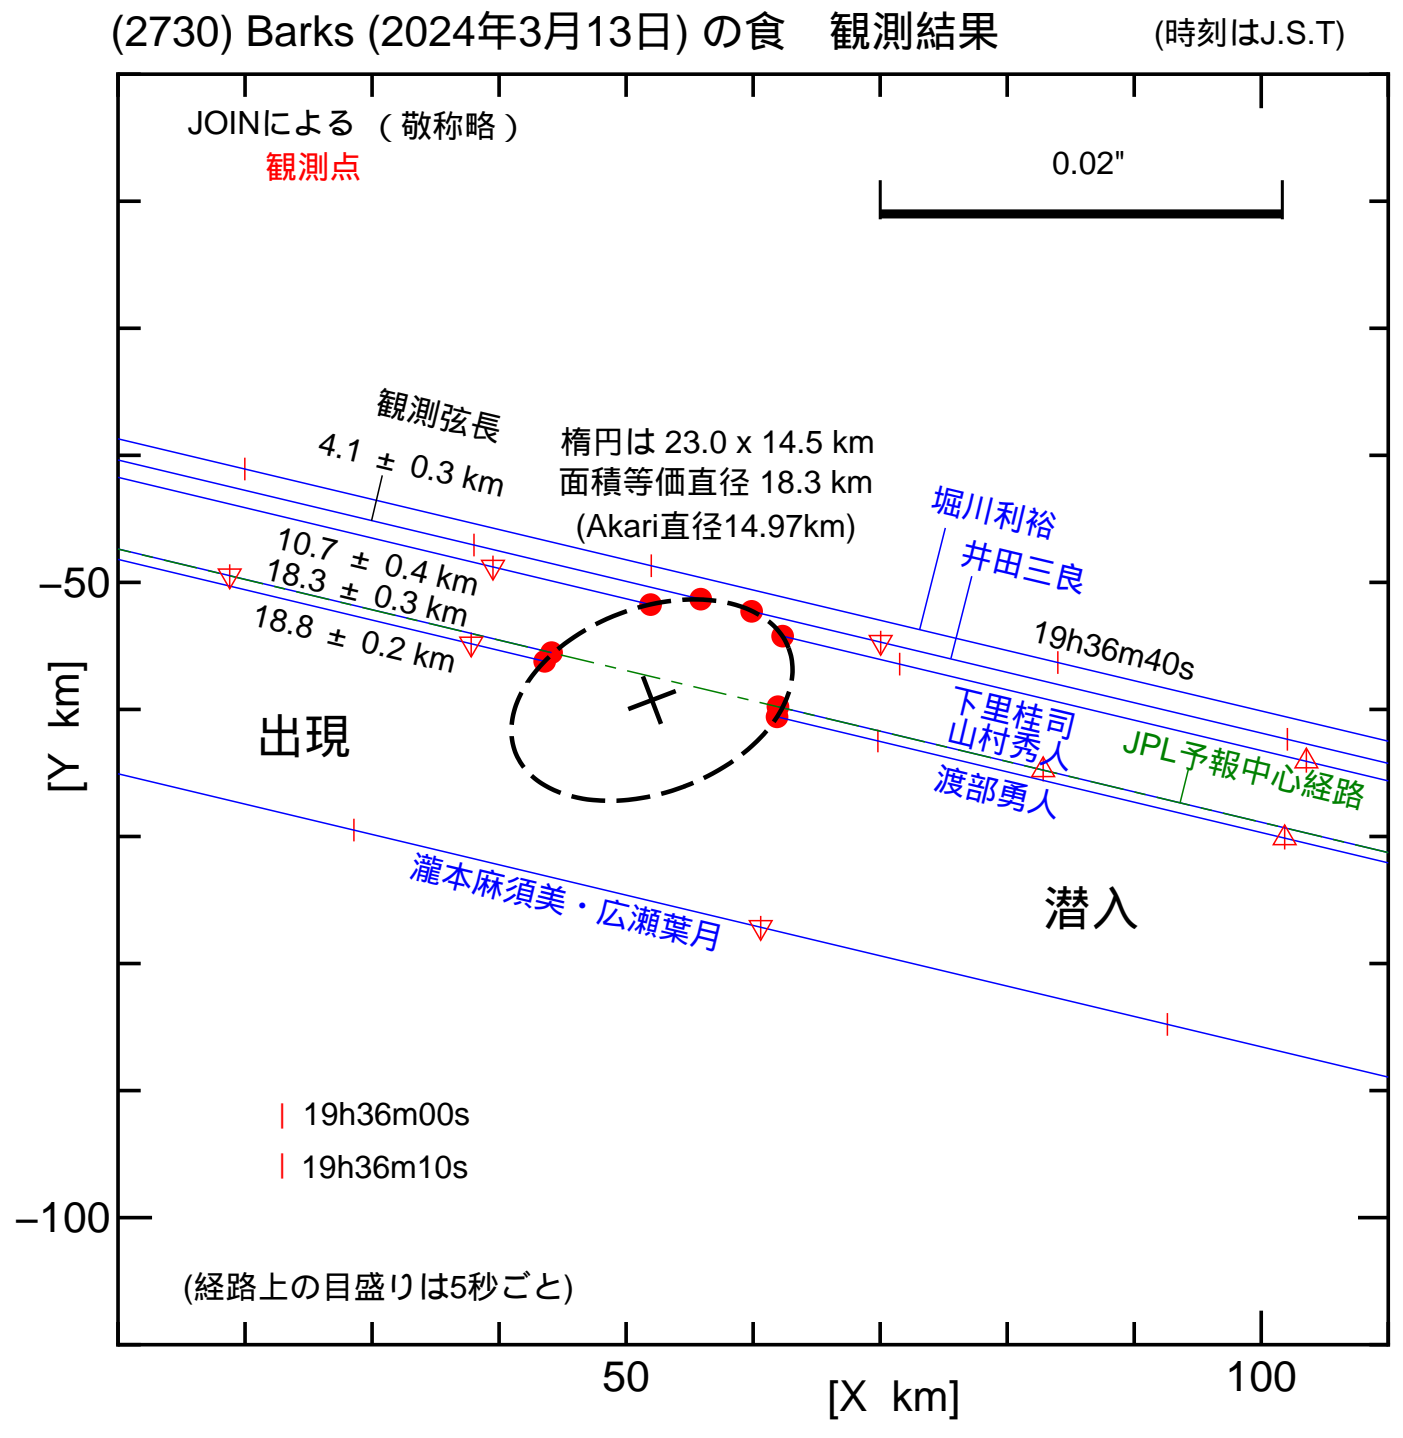 (2730) Barks (2024年3月13日) の食　観測結果
(時刻はJ.S.T)
JOINによる （敬称略）
観測点
0.02"
観測弦長
4.1 ± 0.3 km
楕円は 23.0 x 14.5 km
面積等価直径 18.3 km
(Akari直径14.97km)
堀川利裕
井田三良
10.7 ± 0.4 km
18.3 ± 0.3 km
18.8 ± 0.2 km
–50
19h36m40s
下里桂司
山村秀人
渡部勇人
JPL予報中心経路
出現
[Y km]
瀧本麻須美・広瀬葉月
潜入
19h36m00s
19h36m10s
–100
(経路上の目盛りは5秒ごと)
50
100
[X km]